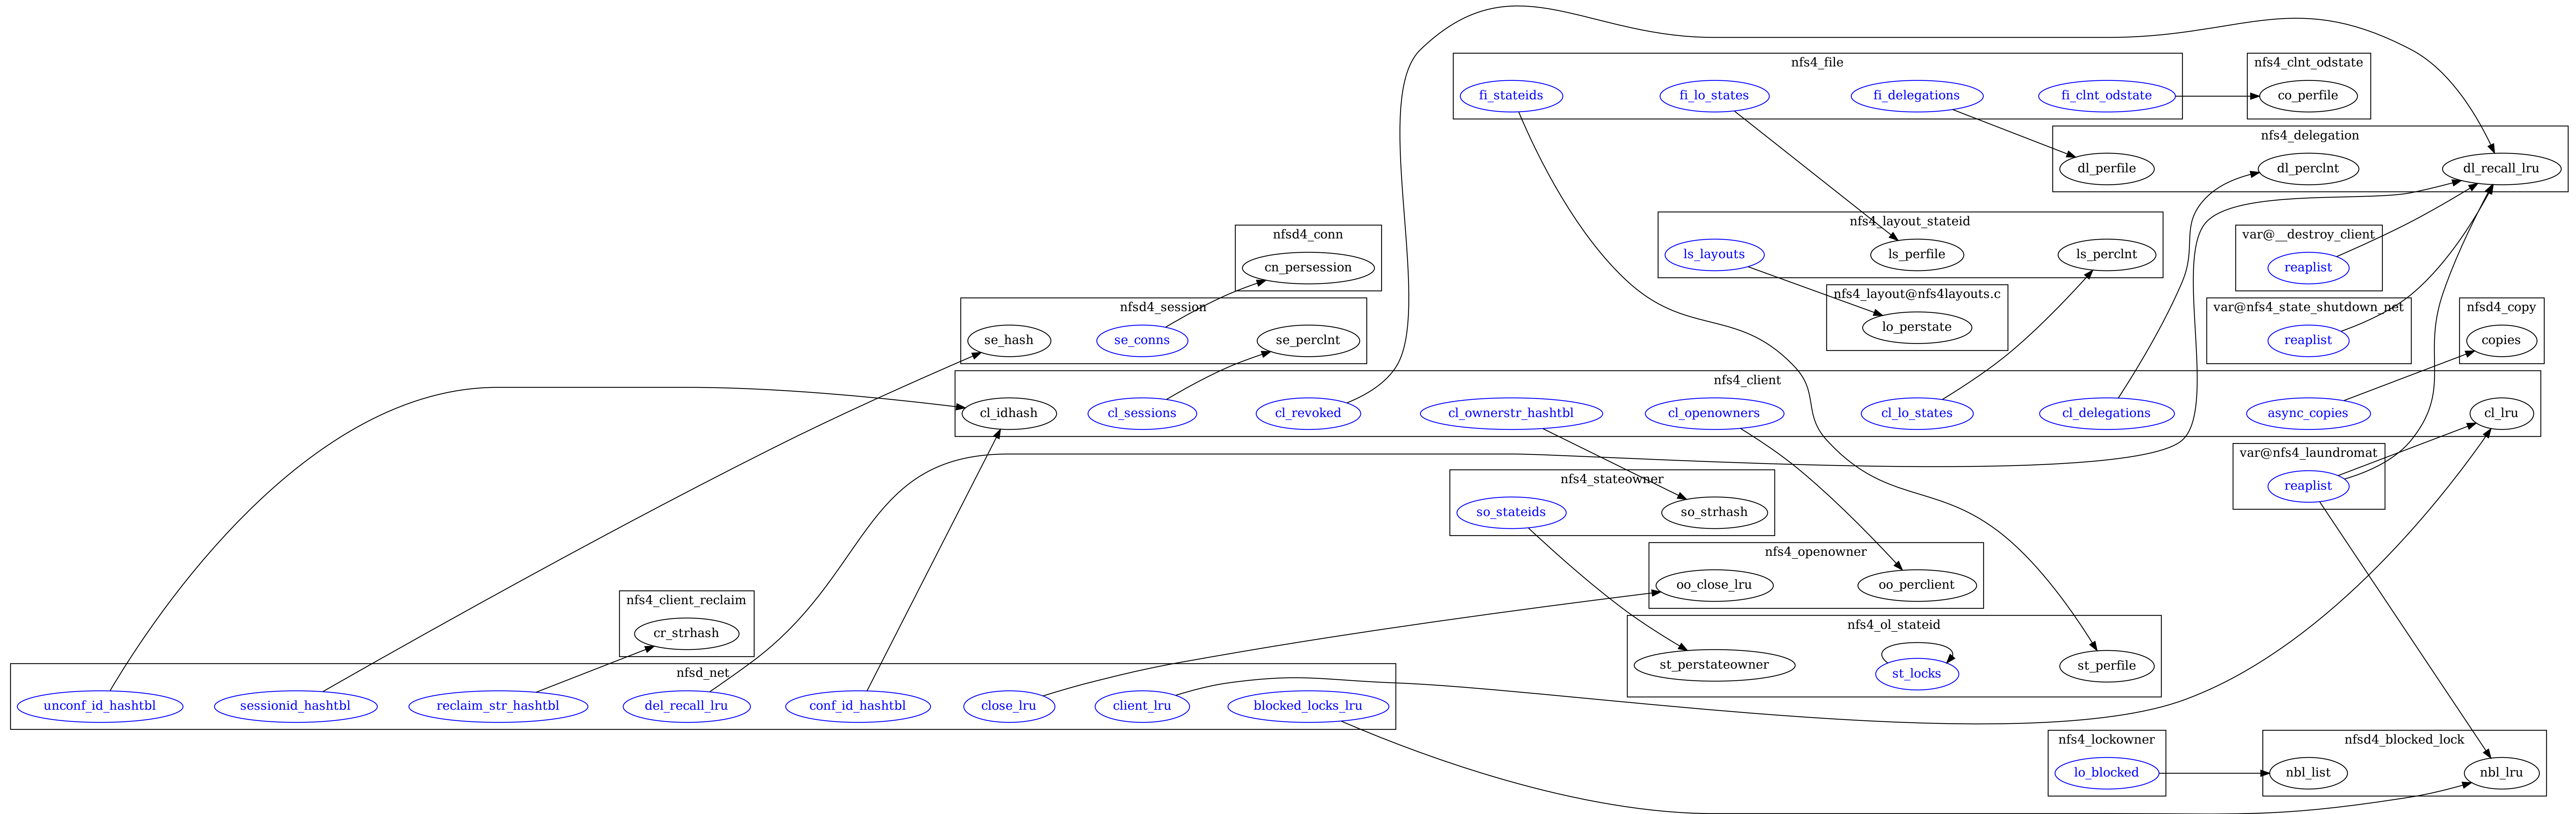 nfs4_file
fi_stateids
fi_lo_states
fi_delegations
fi_clnt_odstate
nfs4_clnt_odstate
co_perfile
nfs4_delegation
dl_perfile
dl_perclnt
dl_recall_lru
nfs4_layout_stateid
ls_layouts
ls_perfile
ls_perclnt
nfsd4_conn
cn_persession
var@__destroy_client
reaplist
nfs4_layout@nfs4layouts.c
lo_perstate
nfsd4_session
se_hash
se_conns
se_perclnt
var@nfs4_state_shutdown_net
reaplist
nfsd4_copy
copies
nfs4_client
cl_idhash
cl_sessions
cl_revoked
cl_ownerstr_hashtbl
cl_openowners
cl_lo_states
cl_delegations
async_copies
cl_lru
var@nfs4_laundromat
reaplist
nfs4_stateowner
so_stateids
so_strhash
nfs4_openowner
oo_close_lru
oo_perclient
nfs4_client_reclaim
cr_strhash
nfs4_ol_stateid
st_perstateowner
st_locks
st_perfile
nfsd_net
unconf_id_hashtbl
sessionid_hashtbl
reclaim_str_hashtbl
del_recall_lru
conf_id_hashtbl
close_lru
client_lru
blocked_locks_lru
nfs4_lockowner
lo_blocked
nfsd4_blocked_lock
nbl_list
nbl_lru